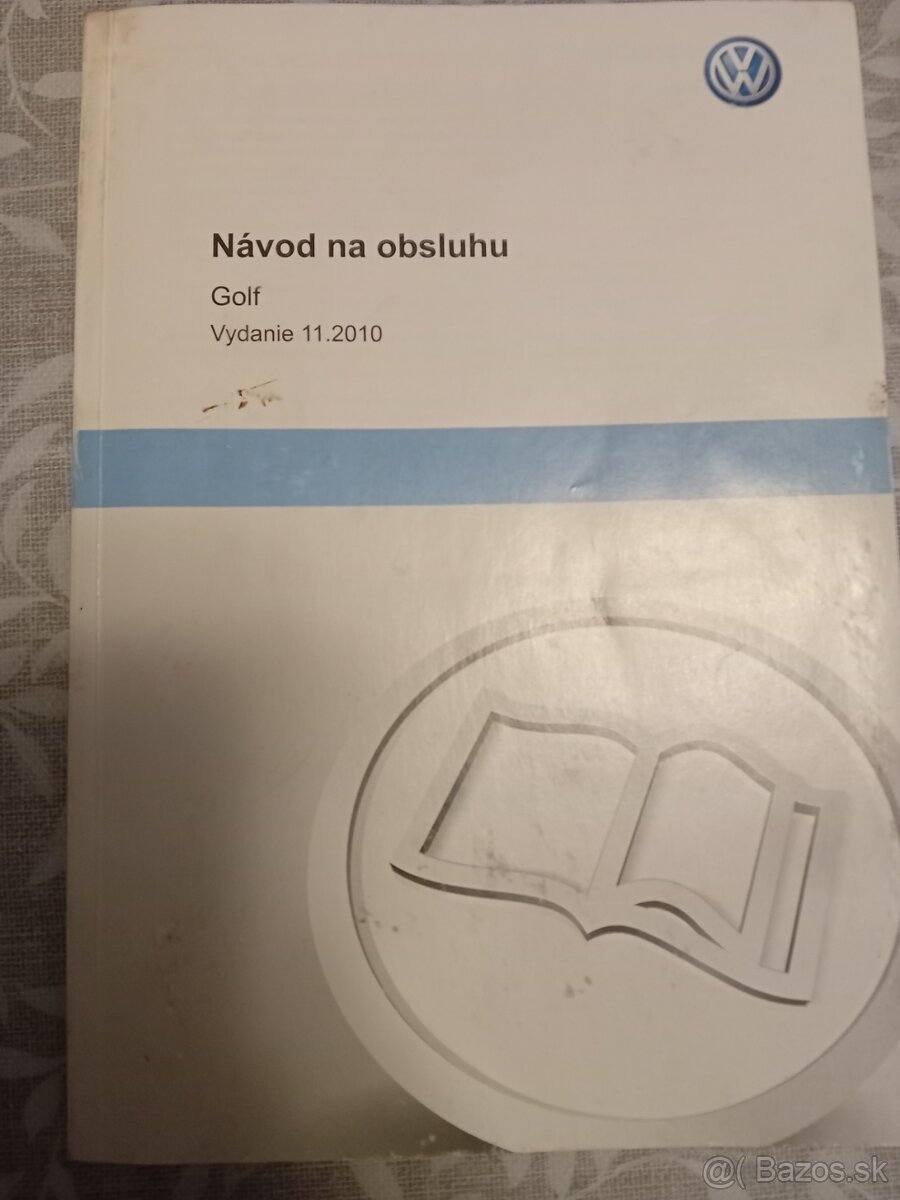 Návod na obsluhu
Golf
Vydanie 11.2010
@( Bazos.sk